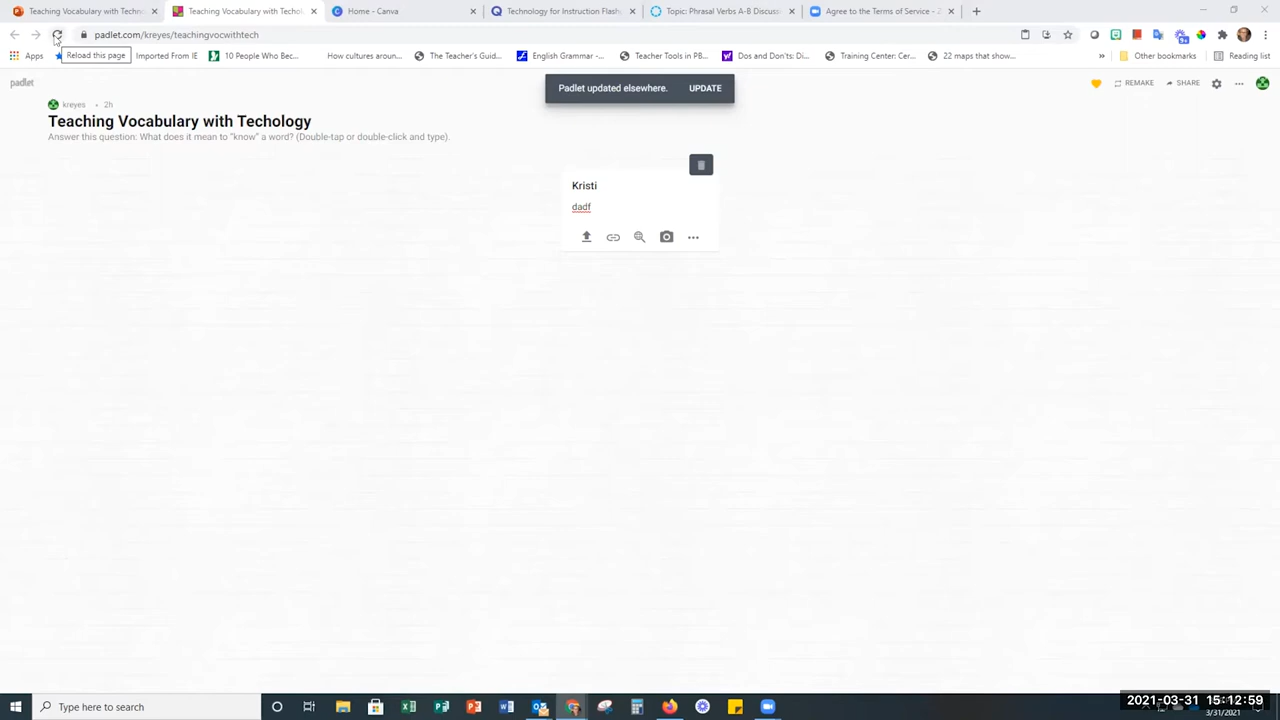 Teaching Vocabulary with Techno
Teaching Vocabulary with Techol
Home - Canva
Technology for Instruction Flash
Topic: Phrasal Verbs A-B Discuss
Agree to the Terms of Service - Z
padlet.com/kreyes/teachingvocwithtech
Apps
Reload this page
Imported From IE
10 People Who Bec...
How cultures aroun...
The Teacher's Guid...
English Grammar -...
Teacher Tools in PB...
Dos and Don'ts: Di...
Training Center: Cer...
22 maps that show...
»
Other bookmarks
Reading list
padlet
Padlet updated elsewhere.
UPDATE
REMAKE
SHARE
kreyes • 2h
Teaching Vocabulary with Techology
Answer this question: What does it mean to "know" a word? (Double-tap or double-click and type).
Kristi
dadf
Type here to search
2021-03-31 15:12:59
3/31/2021